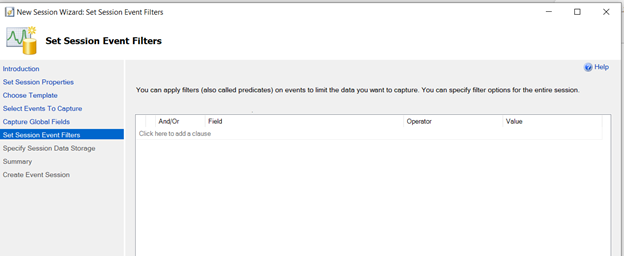 New Session Wizard: Set Session Event Filters
Set Session Event Filters
Introduction
Set Session Properties
Choose Template
Select Events To Capture
Capture Global Fields
Set Session Event Filters
Specify Session Data Storage
Summary
Create Event Session
Help
You can apply filters (also called predicates) on events to limit the data you want to capture. You can specify filter options for the entire session.
And/Or Field Operator Value
Click here to add a clause